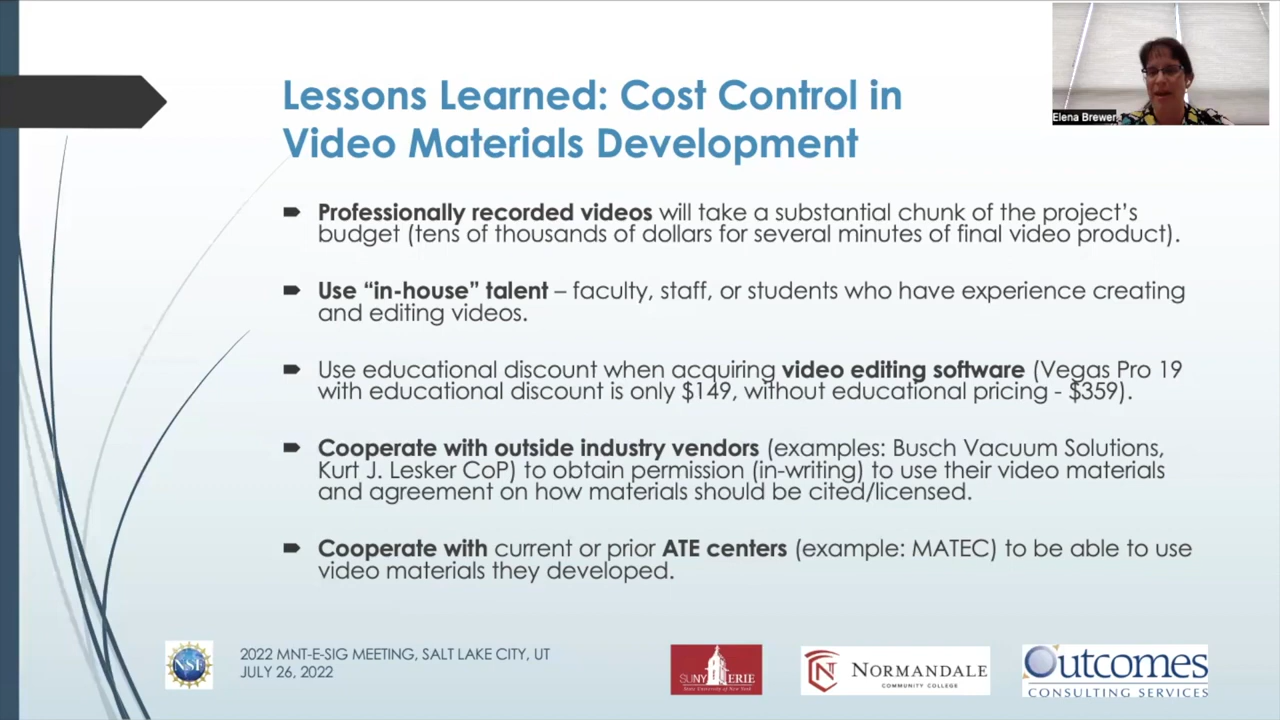 Lessons Learned: Cost Control in
Video Materials Development
Elena Brewer
Professionally recorded videos will take a substantial chunk of the project's
budget (tens of thousands of dollars for several minutes of final video product).
Use “in-house” talent – faculty, staff, or students who have experience creating
and editing videos.
Use educational discount when acquiring video editing software (Vegas Pro 19
with educational discount is only $149, without educational pricing - $359).
Cooperate with outside industry vendors (examples: Busch Vacuum Solutions,
Kurt J. Lesker CoP) to obtain permission (in-writing) to use their video materials
and agreement on how materials should be cited/licensed.
Cooperate with current or prior ATE centers (example: MATEC) to be able to use
video materials they developed.
NSF
2022 MNT-E-SIG MEETING, SALT LAKE CITY, UT
JULY 26, 2022
SUNY ERIE
State University of New York
NORMANDALE
COMMUNITY COLLEGE
Outcomes
CONSULTING SERVICES